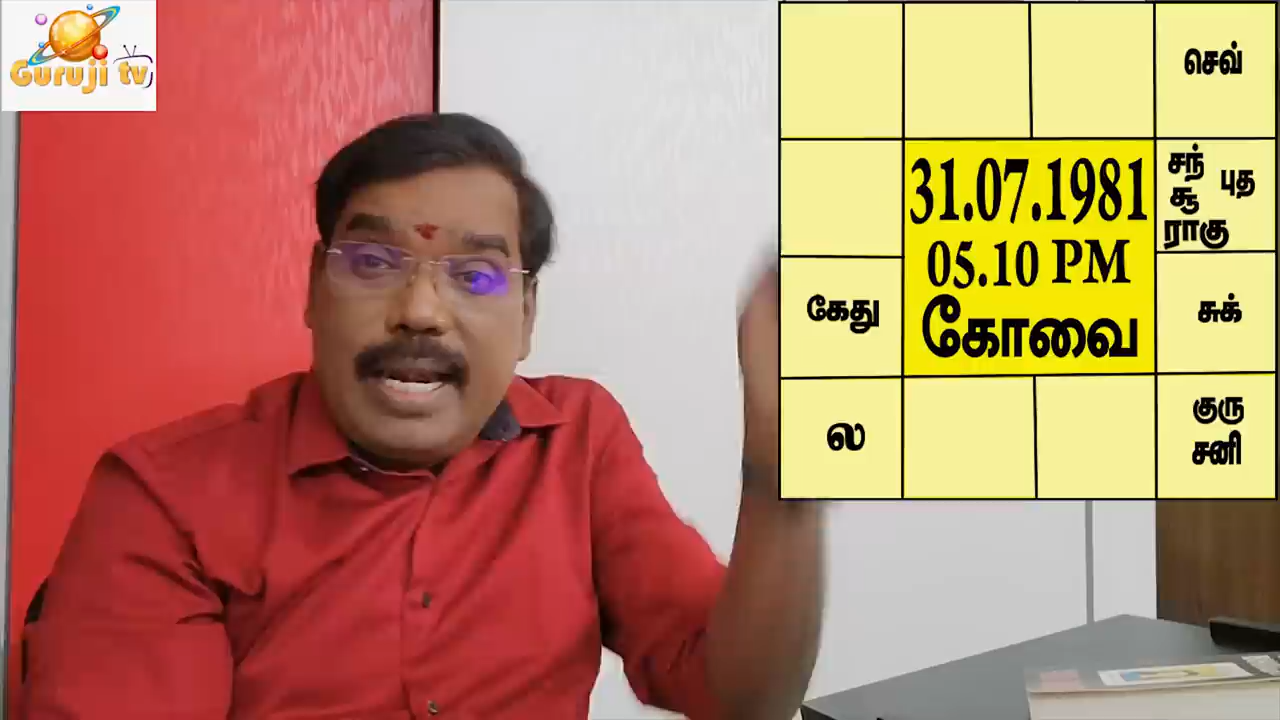 Guruji tv
செவ்
சந் புத
சூ
ராகு
31.07.1981
05.10 PM
கோவை
கேது
சுக்
ல
குரு
சனி